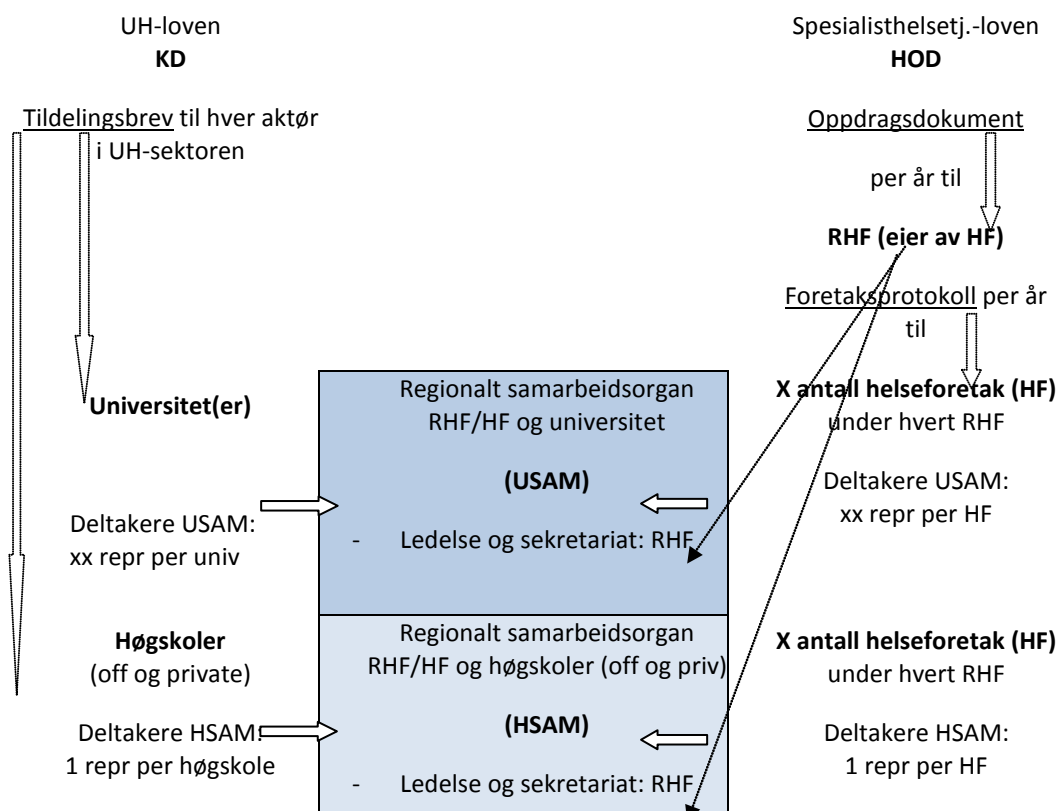 UH-loven
KD
Tildelingsbrev til hver aktør
i UH-sektoren
Spesialisthelsetj.-loven
HOD
Oppdragsdokument
per år til
RHF (eier av HF)
Foretaksprotokoll per år
til
Universitet(er)
Deltakere USAM:
xx repr per univ
Regionalt samarbeidsorgan
RHF/HF og universitet
(USAM)
- Ledelse og sekretariat: RHF
X antall helseforetak (HF)
under hvert RHF
Deltakere USAM:
xx repr per HF
Høgskoler
(off og private)
Deltakere HSAM:
1 repr per høgskole
Regionalt samarbeidsorgan
RHF/HF og høgskoler (off og priv)
(HSAM)
- Ledelse og sekretariat: RHF
X antall helseforetak (HF)
under hvert RHF
Deltakere HSAM:
1 repr per HF